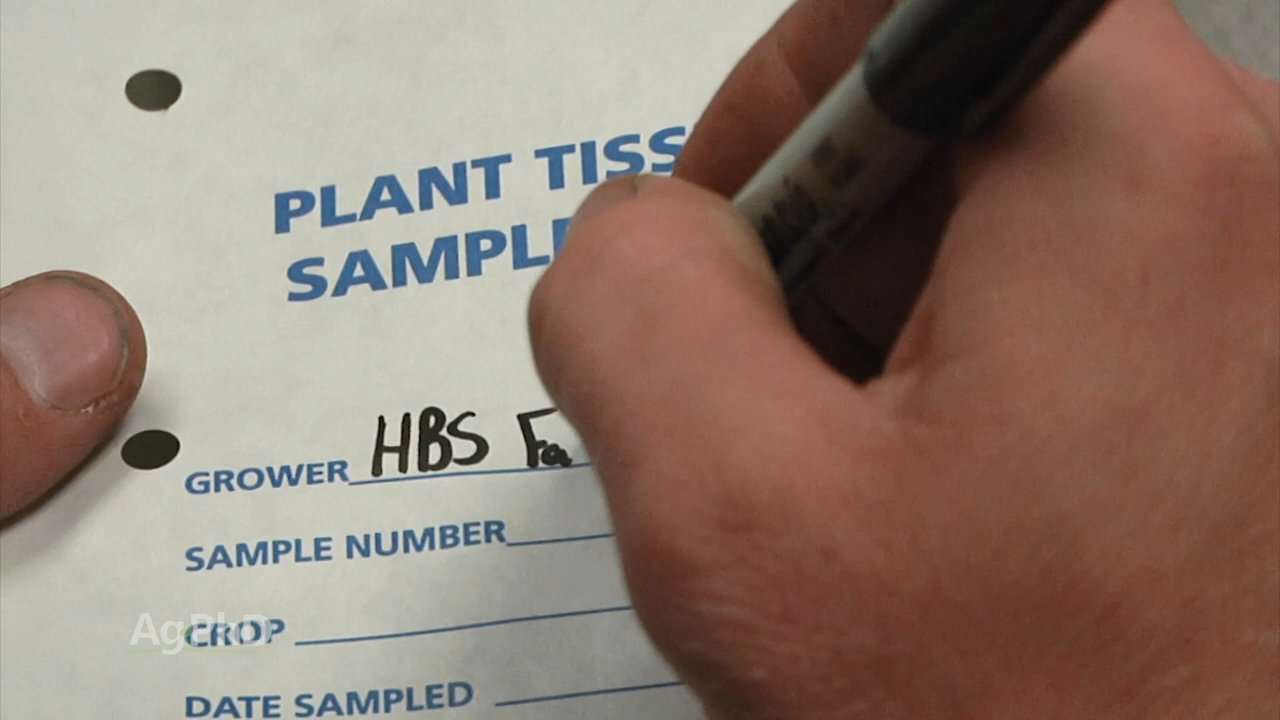 PLANT TISS
SAMPL
GROWER HBS Fa
SAMPLE NUMBER
CROP
AgPhD
DATE SAMPLED